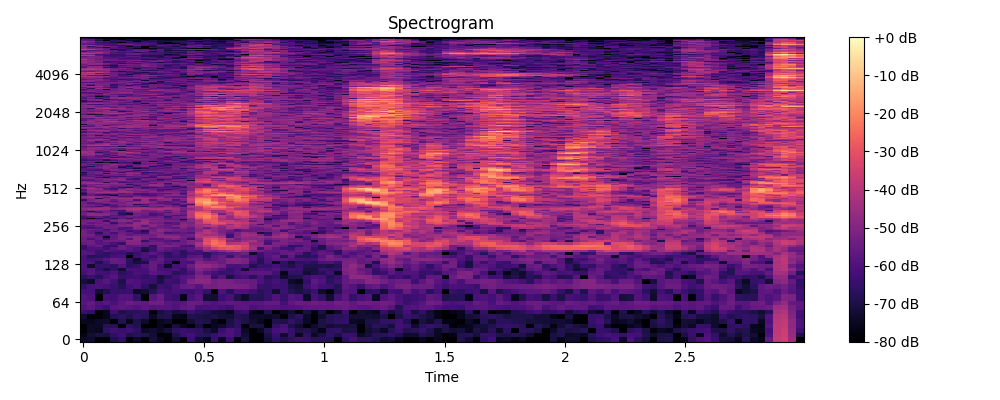 Spectrogram
Hz
4096
2048
1024
512
256
128
64
0
0
0.5
1
1.5
2
2.5
Time
+0 dB
-10 dB
-20 dB
-30 dB
-40 dB
-50 dB
-60 dB
-70 dB
-80 dB